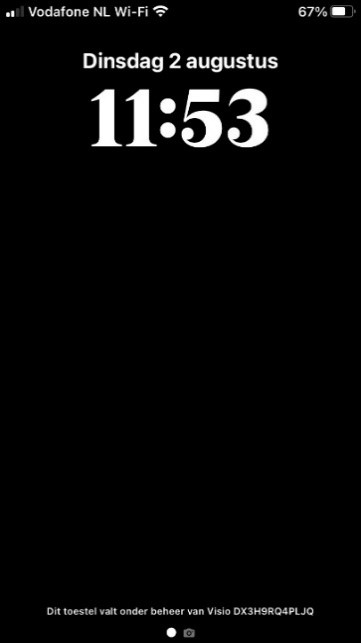 Vodafone NL Wi-Fi 67%
Dinsdag 2 augustus
11:53
Dit toestel valt onder beheer van Visio DX3H9RQ4PLJQ